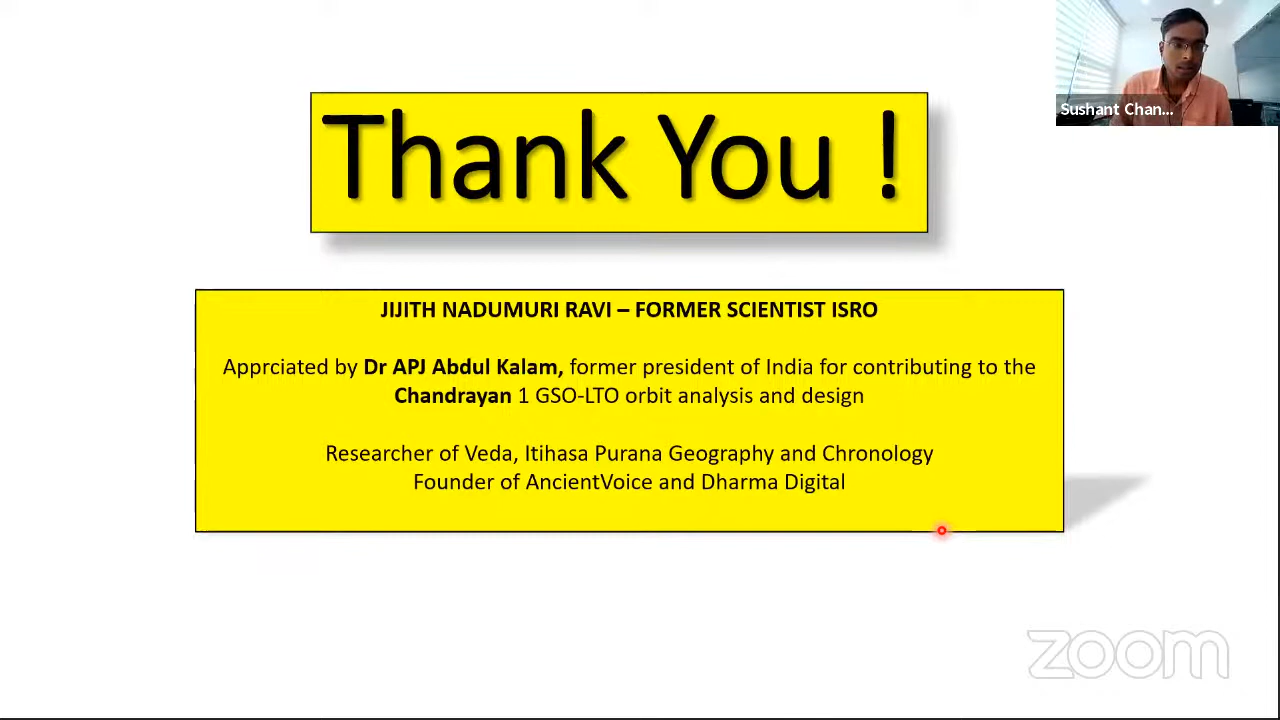 Sushant Chan...
Thank You !
JIJITH NADUMURI RAVI – FORMER SCIENTIST ISRO
Apprciated by Dr APJ Abdul Kalam, former president of India for contributing to the
Chandrayan 1 GSO-LTO orbit analysis and design
Researcher of Veda, Itihasa Purana Geography and Chronology
Founder of AncientVoice and Dharma Digital
zoom